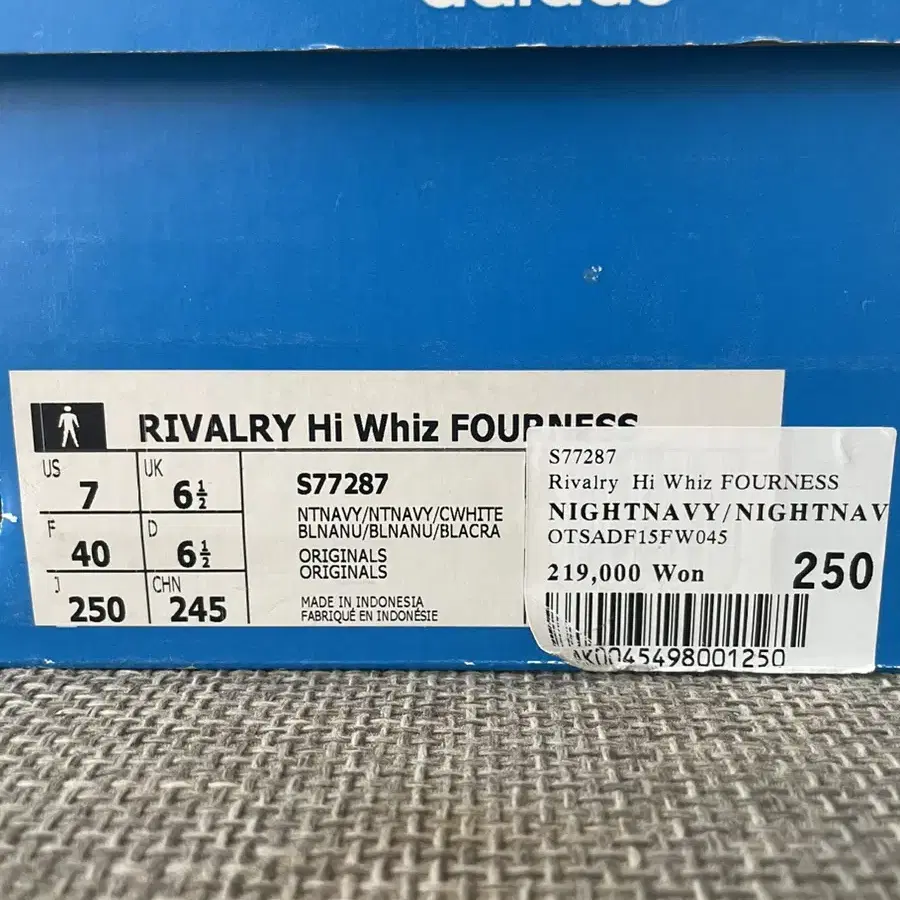 adidas
RIVALRY Hi Whiz FOURNESS
US 7
UK 6½
F 40
D 6½
J 250
CHN 245
S77287
NTNAVY/NTNAVY/CWHITE
BLNANU/BLNANU/BLACRA
ORIGINALS
ORIGINALS
MADE IN INDONESIA
FABRIQUÉ EN INDONÉSIE
S77287
Rivalry Hi Whiz FOURNESS
NIGHTNAVY/NIGHTNAV
OTSADF15FW045
219,000 Won
250
AK0045498001250